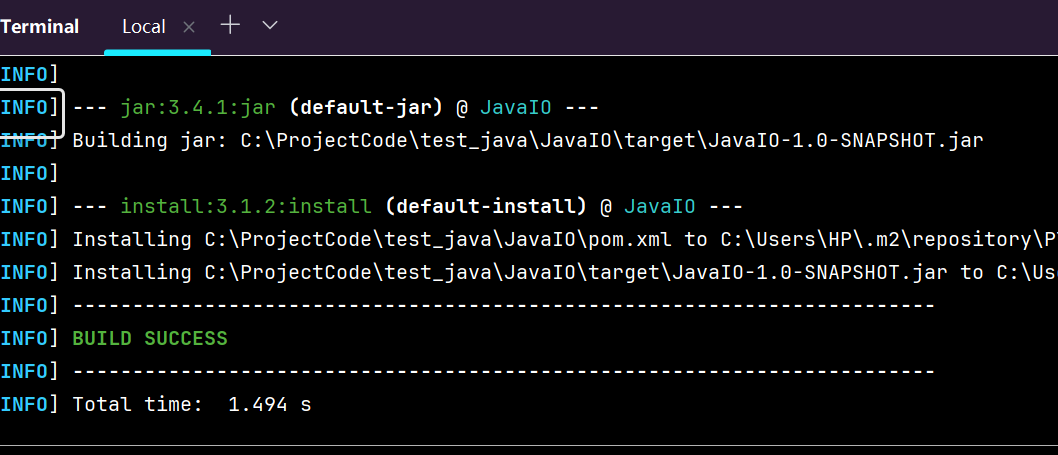 Terminal Local
INFO]
INFO] --- jar:3.4.1:jar (default-jar) @ JavaIO ---
INFO] Building jar: C:\ProjectCode\test_java\JavaIO\target\JavaIO-1.0-SNAPSHOT.jar
INFO]
INFO] --- install:3.1.2:install (default-install) @ JavaIO ---
INFO] Installing C:\ProjectCode\test_java\JavaIO\pom.xml to C:\Users\HP\.m2\repository\
INFO] Installing C:\ProjectCode\test_java\JavaIO\target\JavaIO-1.0-SNAPSHOT.jar to C:\Us
INFO] ------------------------------------------------------------------------
INFO] BUILD SUCCESS
INFO] ------------------------------------------------------------------------
INFO] Total time:  1.494 s